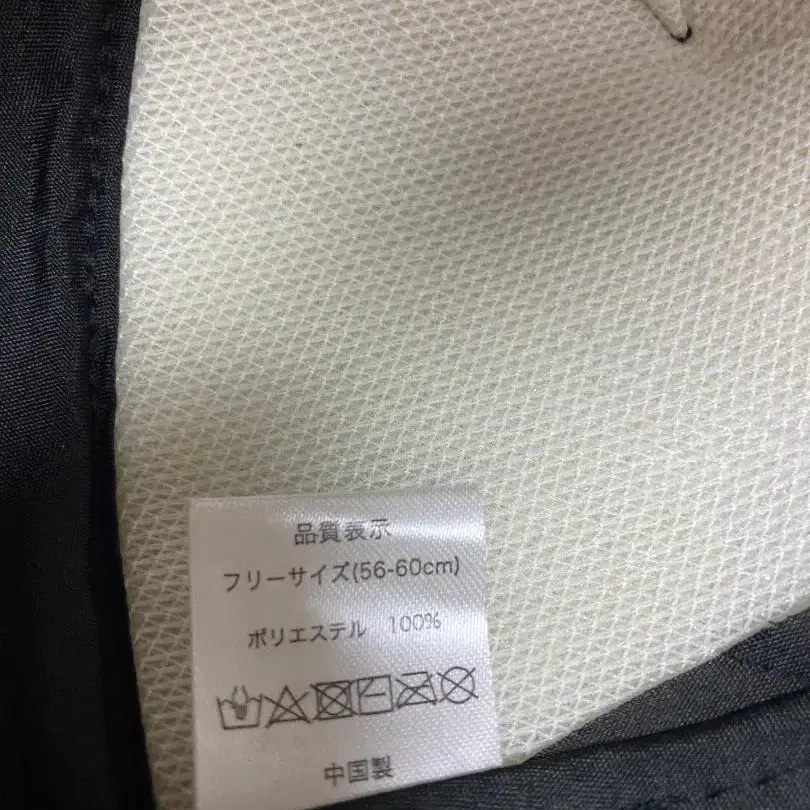 品質表示
フリーサイズ(56-60cm)
ポリエステル 100%
中国製